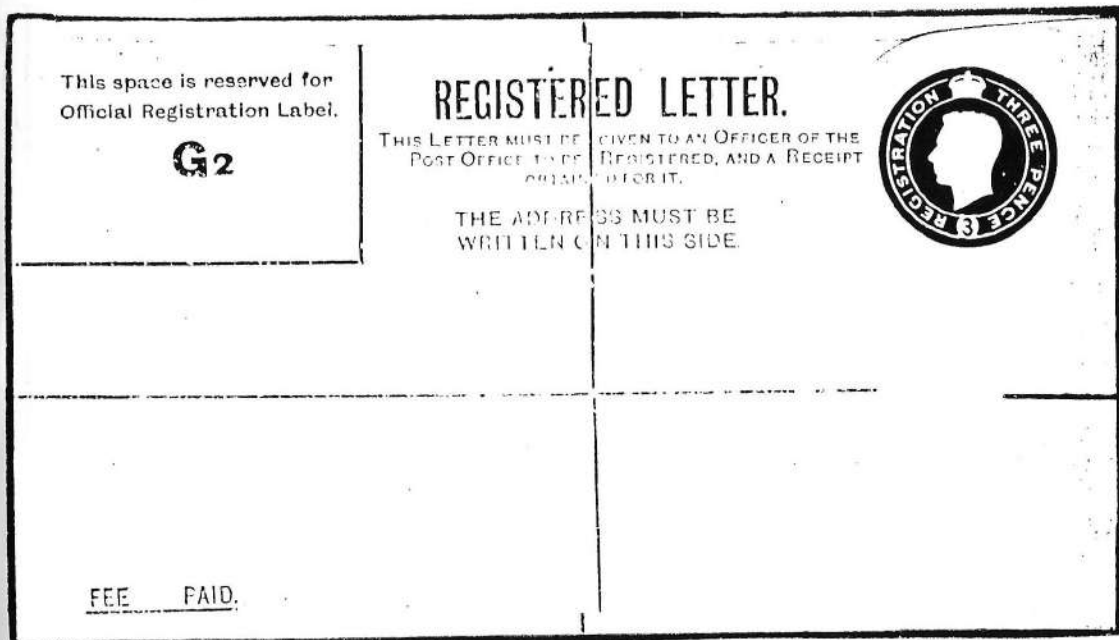 This space is reserved for
Official Registration Label.
G2
REGISTERED LETTER.
THIS LETTER MUST BE GIVEN TO AN OFFICER OF THE
POST OFFICE TO BE REGISTERED, AND A RECEIPT
OBTAINED FOR IT.
THE ADDRESS MUST BE
WRITTEN ON THIS SIDE.
REGISTRATION THREE PENCE (3)
FEE PAID.